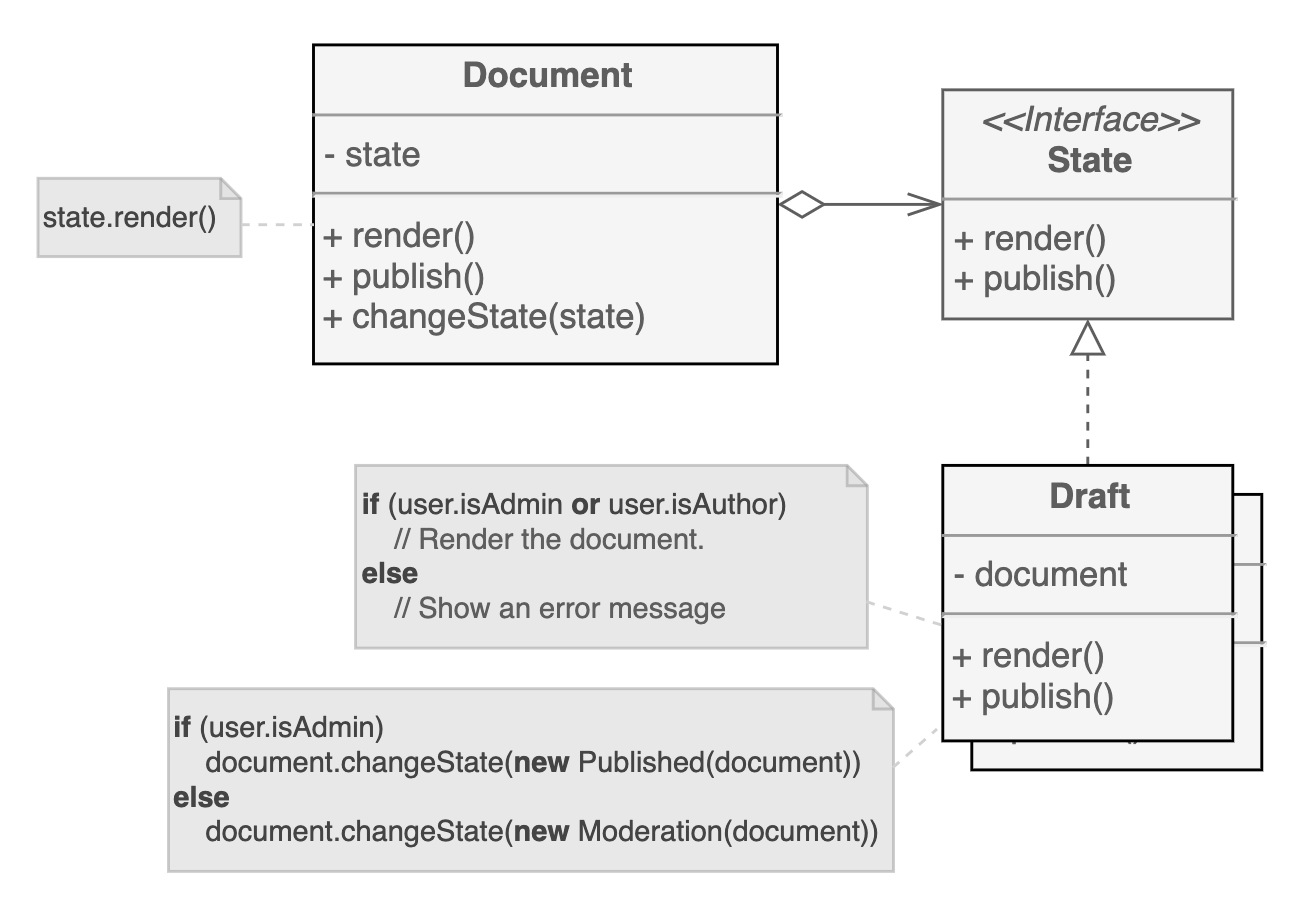 Document
- state
+ render()
+ publish()
+ changeState(state)
state.render()
<<Interface>>
State
+ render()
+ publish()
Draft
- document
+ render()
+ publish()
if (user.isAdmin or user.isAuthor)
// Render the document.
else
// Show an error message
if (user.isAdmin)
document.changeState(new Published(document))
else
document.changeState(new Moderation(document))